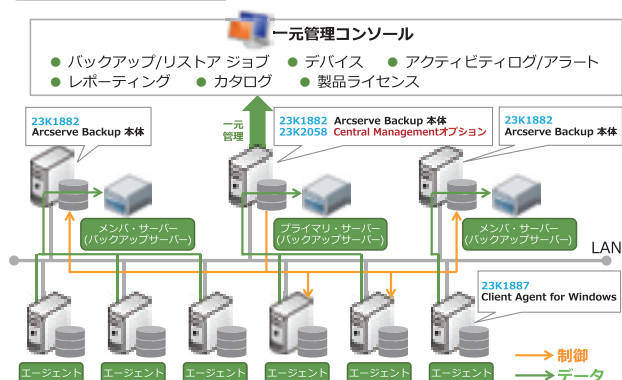 一元管理コンソール
● バックアップ/リストア ジョブ ● デバイス ● アクティビティログ/アラート
● レポーティング ● カタログ ● 製品ライセンス
23K1882
Arcserve Backup 本体
一元
管理
23K1882 Arcserve Backup 本体
23K2058 Central Managementオプション
23K1882
Arcserve Backup 本体
メンバ・サーバー
(バックアップサーバー)
プライマリ・サーバー
(バックアップサーバー)
メンバ・サーバー
(バックアップサーバー)
LAN
23K1887
Client Agent for Windows
エージェント
エージェント
エージェント
エージェント
エージェント
エージェント
制御
データ